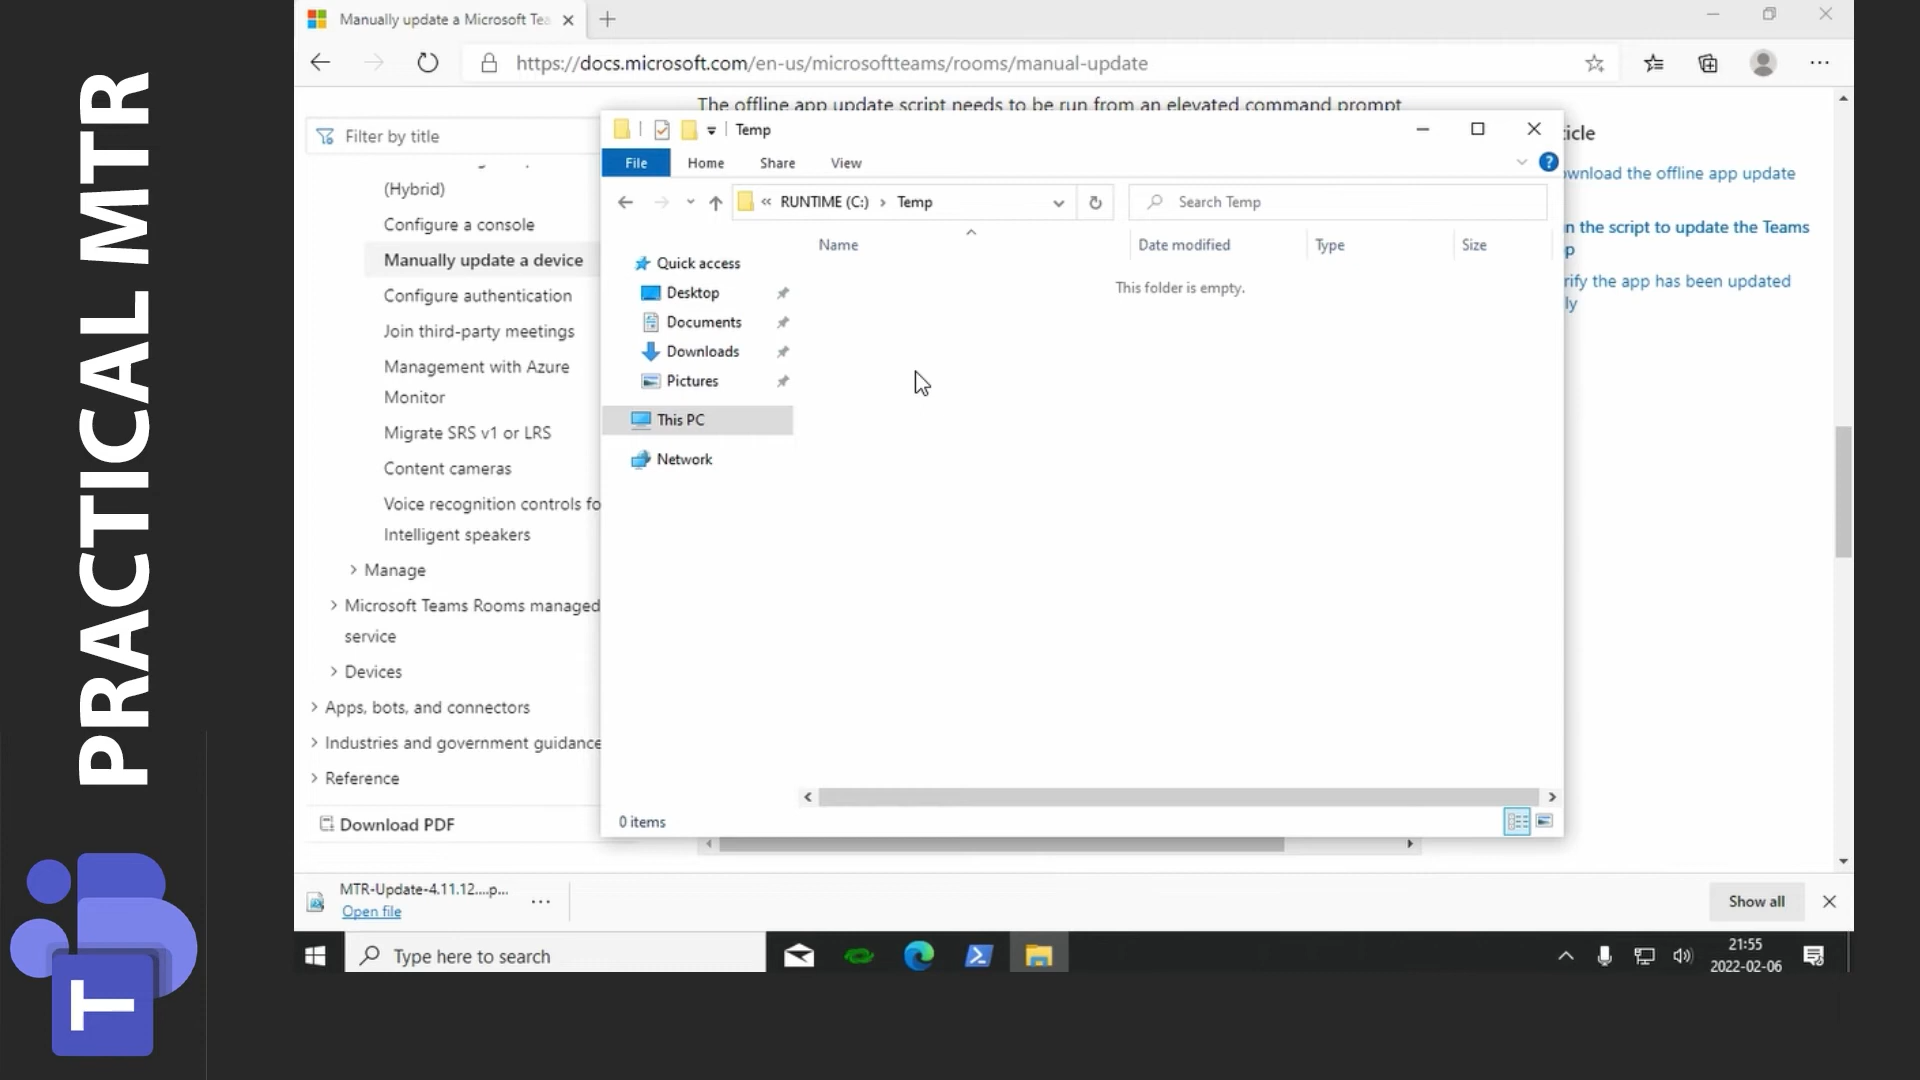 PRACTICAL MTR
T
Manually update a Microsoft Tea
https://docs.microsoft.com/en-us/microsoftteams/rooms/manual-update
The offline app update script needs to be run from an elevated command prompt
Filter by title
(Hybrid)
Configure a console
Manually update a device
Configure authentication
Join third-party meetings
Management with Azure
Monitor
Migrate SRS v1 or LRS
Content cameras
Voice recognition controls fo
Intelligent speakers
Manage
Microsoft Teams Rooms managed
service
Devices
Apps, bots, and connectors
Industries and government guidance
Reference
Download PDF
Temp
File Home Share View
« RUNTIME (C:) › Temp
Search Temp
Name Date modified Type Size
This folder is empty.
Quick access
Desktop
Documents
Downloads
Pictures
This PC
Network
0 items
icle
wnload the offline app update
n the script to update the Teams
p
rify the app has been updated
ly
MTR-Update-4.11.12....p...
Open file
Show all
Type here to search
21:55
2022-02-06